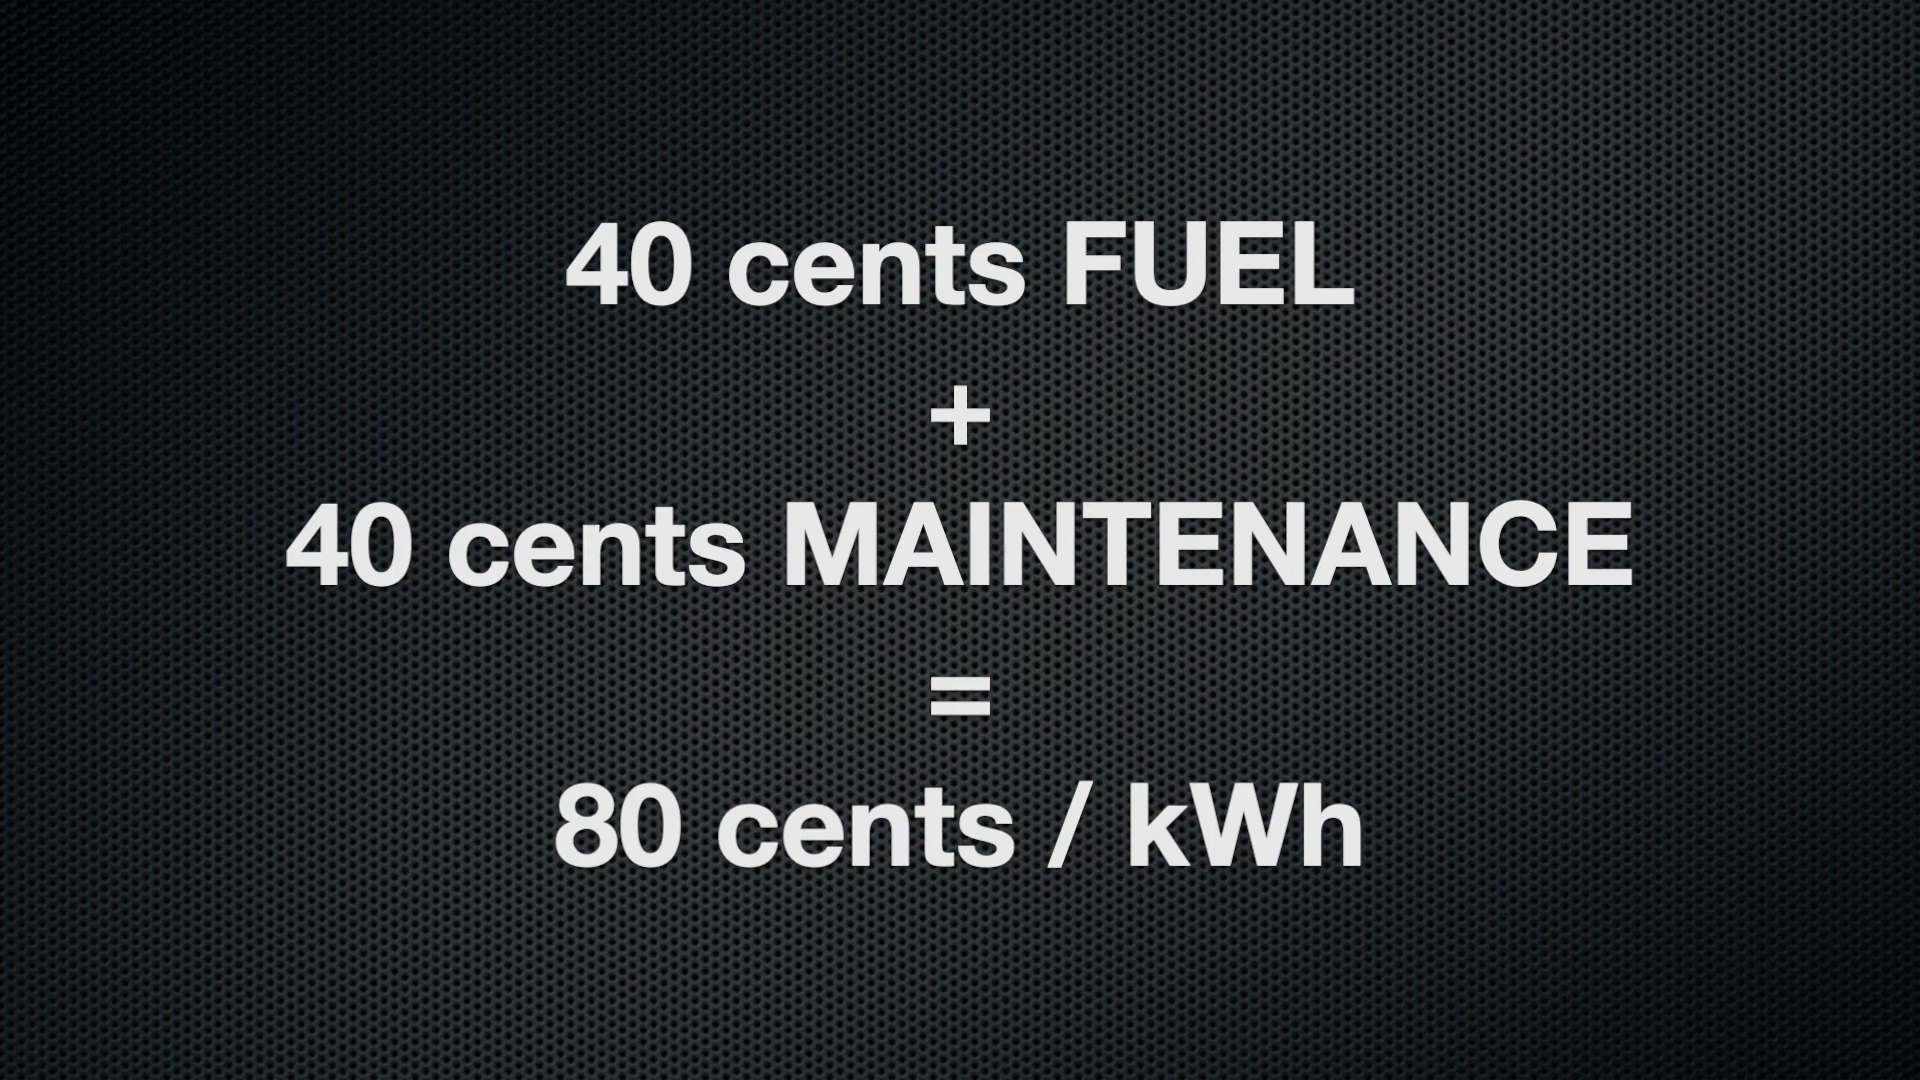 40 cents FUEL
+
40 cents MAINTENANCE
=
80 cents / kWh